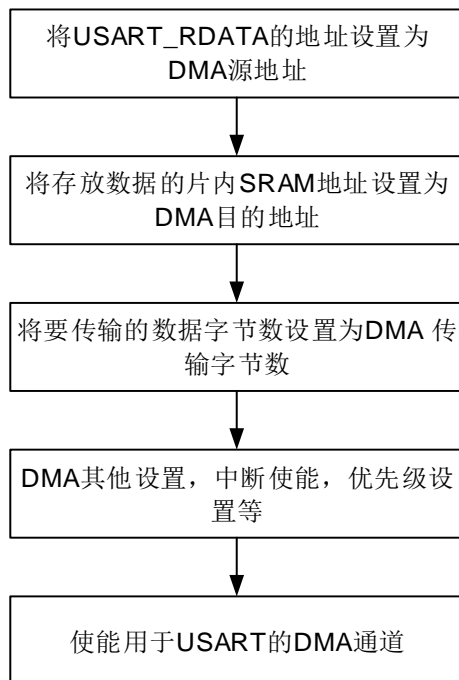 将USART_RDATA的地址设置为
DMA源地址
将存放数据的片内SRAM地址设置为
DMA目的地址
将要传输的数据字节数设置为DMA 传
输字节数
DMA其他设置，中断使能，优先级设
置等
使能用于USART的DMA通道